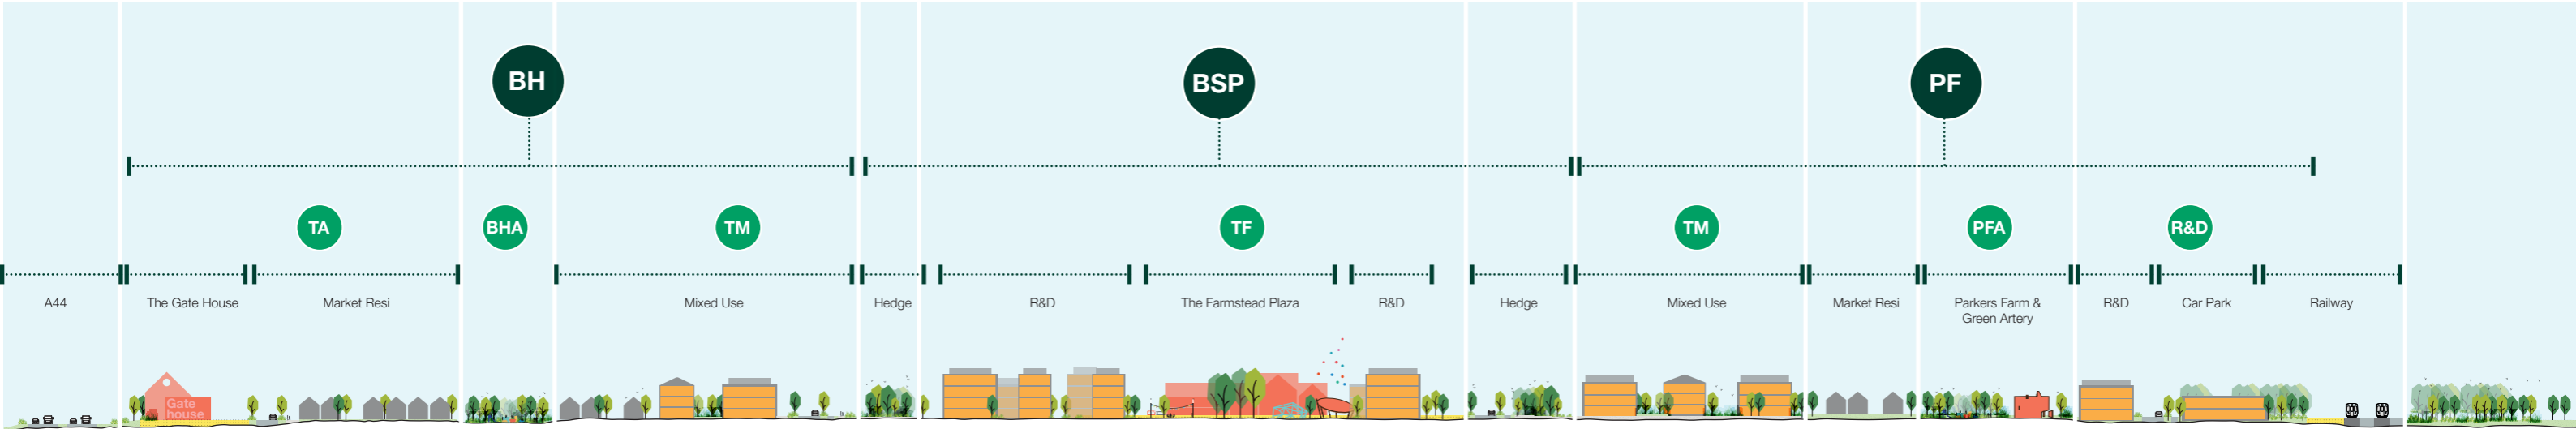 BH
BSP
PF
TA
BHA
TM
TF
TM
PFA
R&D
A44
The Gate House
Market Resi
Mixed Use
Hedge
R&D
The Farmstead Plaza
R&D
Hedge
Mixed Use
Market Resi
Parkers Farm &
Green Artery
R&D
Car Park
Railway
Gate
house